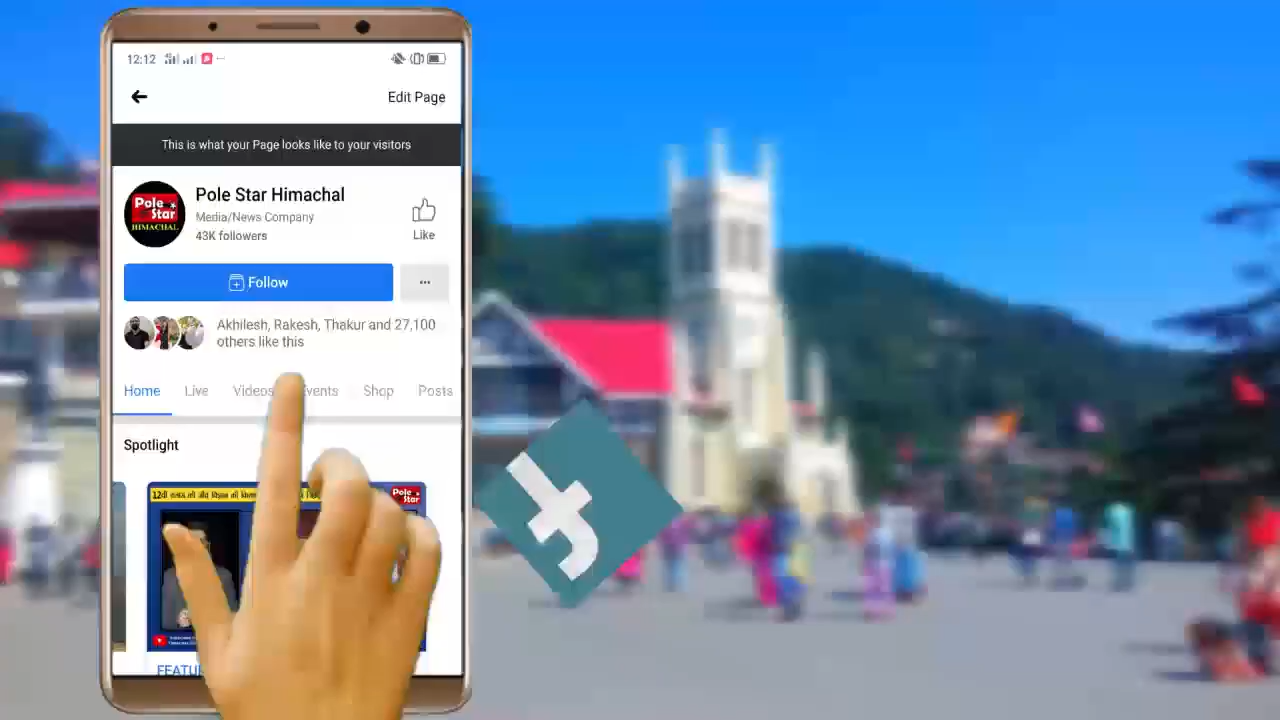 12:12
Edit Page
This is what your Page looks like to your visitors
Pole Star Himachal
Media/News Company
43K followers
Like
Pole
Star
HIMACHAL
Follow
Akhilesh, Rakesh, Thakur and 27,100
others like this
Home Live Videos Events Shop Posts
Spotlight
12वीं
Pole
Star
f